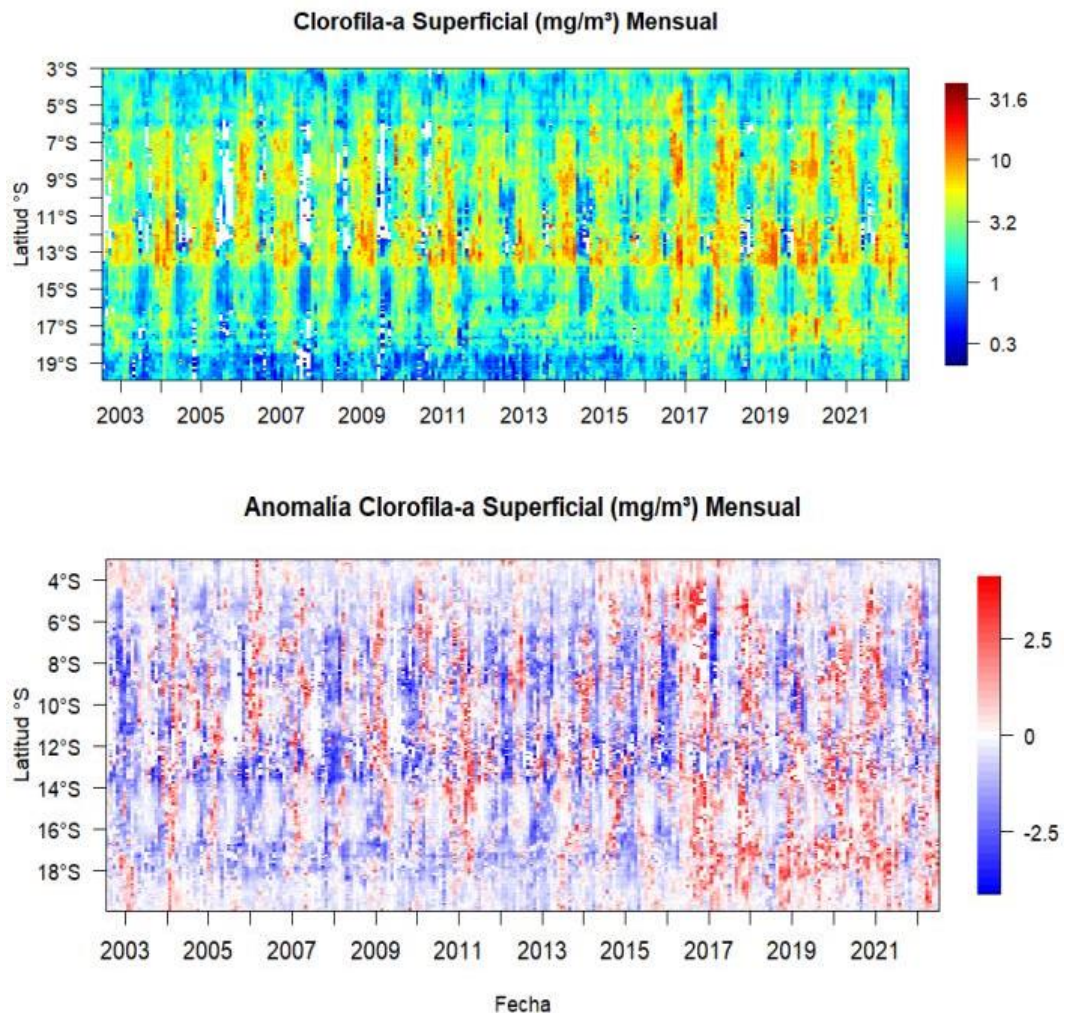 Clorofila-a Superficial (mg/m³) Mensual
3°S
5°S
7°S
9°S
11°S
13°S
15°S
17°S
19°S
Latitud °S
31.6
10
3.2
1
0.3
2003 2005 2007 2009 2011 2013 2015 2017 2019 2021
Anomalía Clorofila-a Superficial (mg/m³) Mensual
4°S
6°S
8°S
10°S
12°S
14°S
16°S
18°S
Latitud °S
2.5
0
-2.5
2003 2005 2007 2009 2011 2013 2015 2017 2019 2021
Fecha